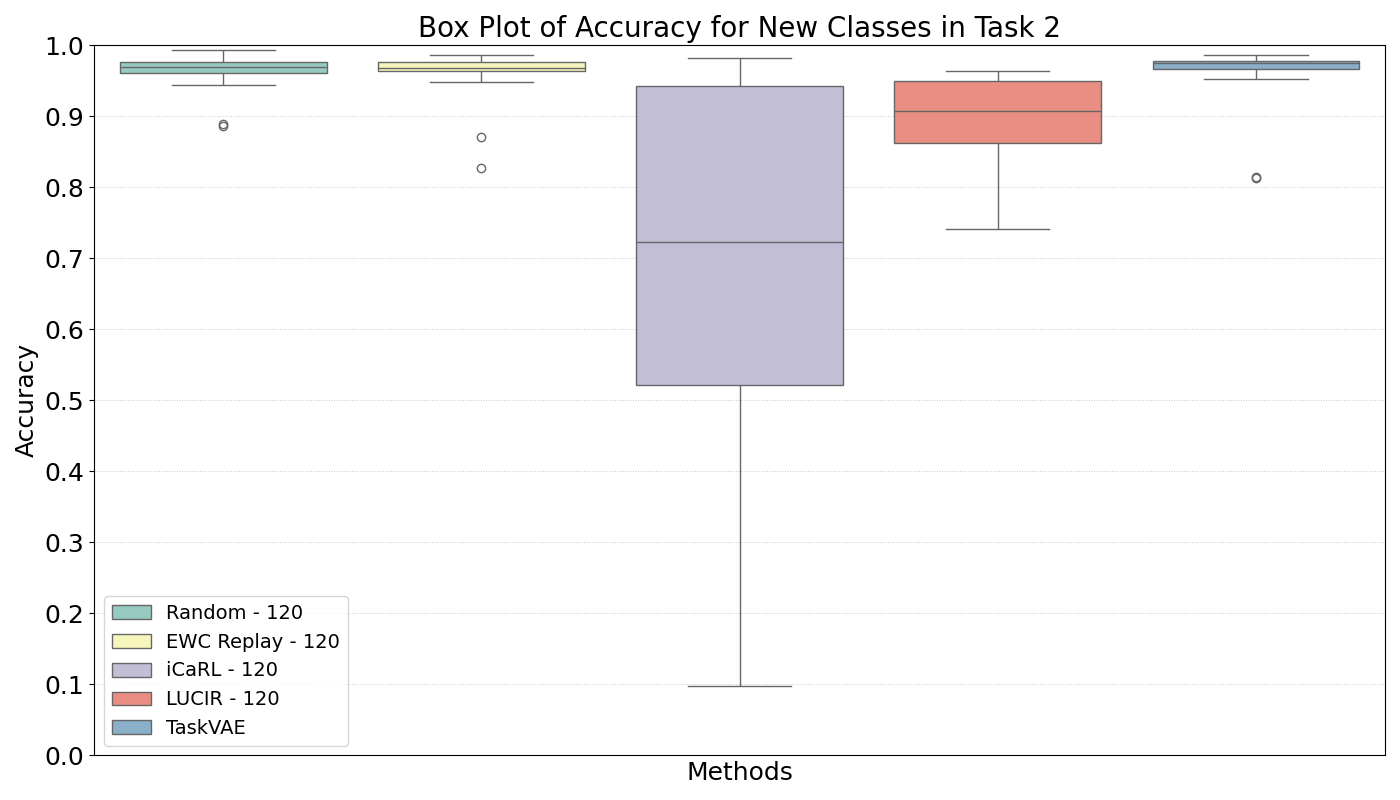 Box Plot of Accuracy for New Classes in Task 2
1.0
0.9
0.8
0.7
0.6
0.5
0.4
0.3
0.2
0.1
0.0
Accuracy
Methods
Random - 120
EWC Replay - 120
iCaRL - 120
LUCIR - 120
TaskVAE